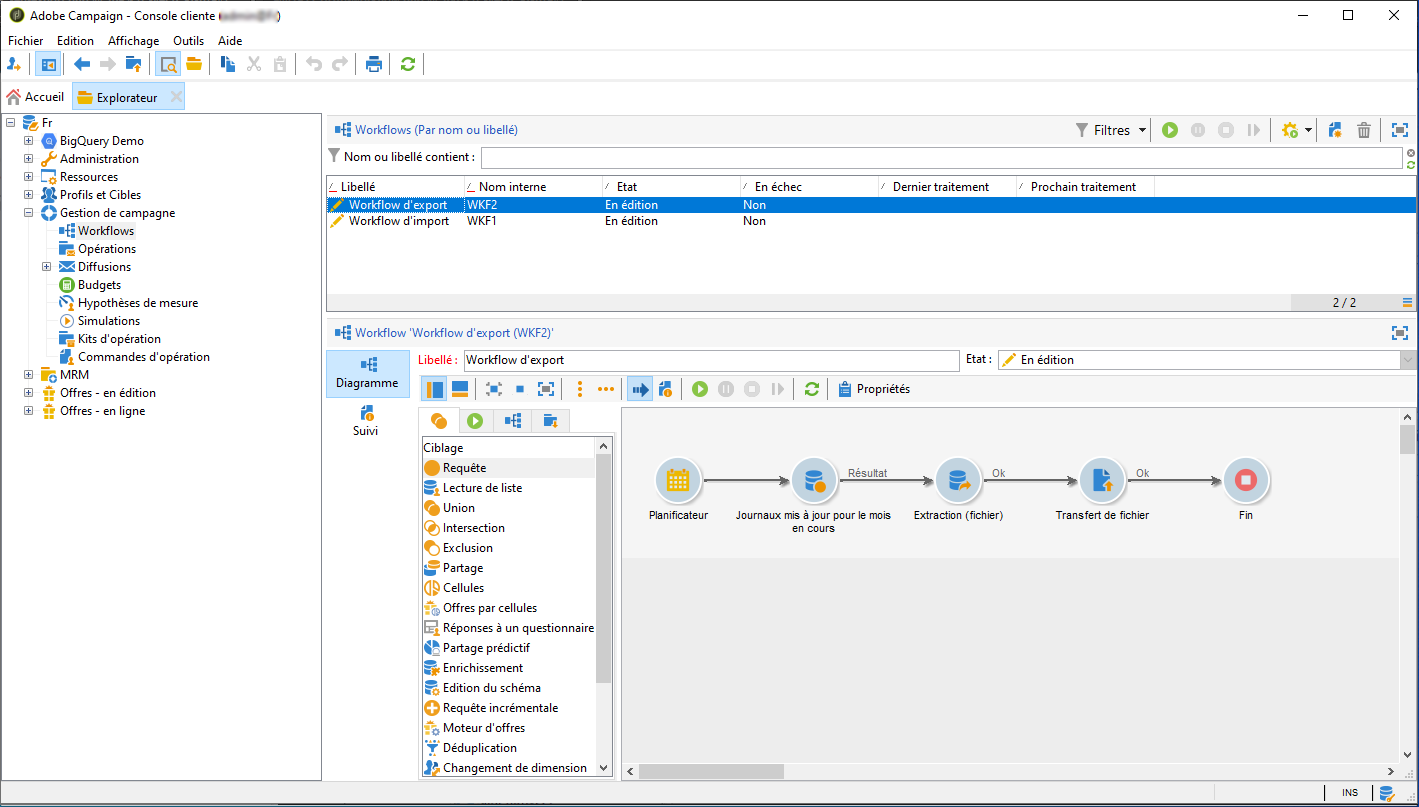 Adobe Campaign - Console cliente
Fichier Edition Affichage Outils Aide
Accueil Explorateur
Fr
BigQuery Demo
Administration
Ressources
Profils et Cibles
Gestion de campagne
Workflows
Opérations
Diffusions
Budgets
Hypothèses de mesure
Simulations
Kits d'opération
Commandes d'opération
MRM
Offres - en édition
Offres - en ligne
Workflows (Par nom ou libellé) Filtres
Nom ou libellé contient :
Libellé Nom interne Etat En échec Dernier traitement Prochain traitement
Workflow d'export WKF2 En édition Non
Workflow d'import WKF1 En édition Non
2 / 2
Workflow 'Workflow d'export (WKF2)'
Diagramme
Suivi
Libellé : Workflow d'export Etat : En édition
Propriétés
Ciblage
Requête
Lecture de liste
Union
Intersection
Exclusion
Partage
Cellules
Offres par cellules
Réponses à un questionnaire
Partage prédictif
Enrichissement
Edition du schéma
Requête incrémentale
Moteur d'offres
Déduplication
Changement de dimension
Résultat Ok Ok
Planificateur Journaux mis à jour pour le mois Extraction (fichier) Transfert de fichier Fin
en cours
INS